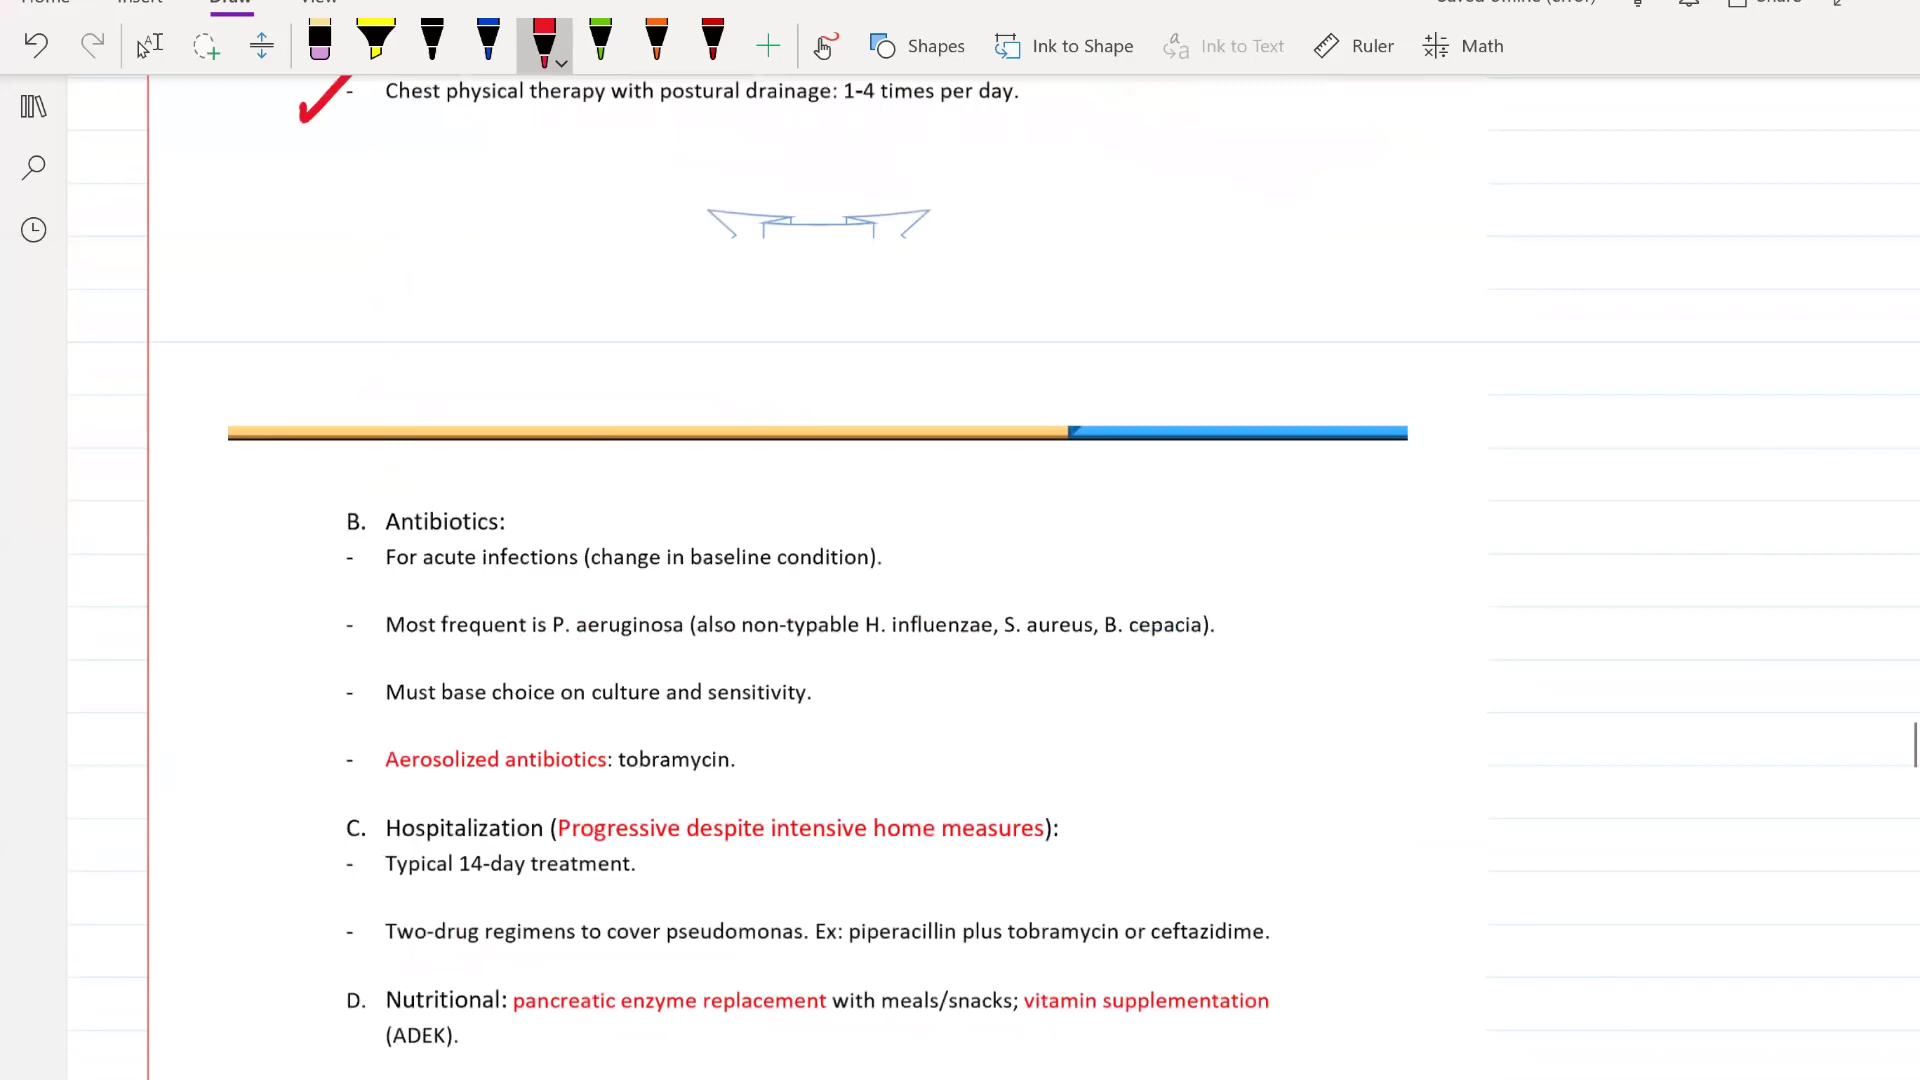 Draw
Shapes
Ink to Shape
Ink to Text
Ruler
Math
- Chest physical therapy with postural drainage: 1-4 times per day.
B. Antibiotics:
- For acute infections (change in baseline condition).
- Most frequent is P. aeruginosa (also non-typable H. influenzae, S. aureus, B. cepacia).
- Must base choice on culture and sensitivity.
- Aerosolized antibiotics: tobramycin.
C. Hospitalization (Progressive despite intensive home measures):
- Typical 14-day treatment.
- Two-drug regimens to cover pseudomonas. Ex: piperacillin plus tobramycin or ceftazidime.
D. Nutritional: pancreatic enzyme replacement with meals/snacks; vitamin supplementation
(ADEK).